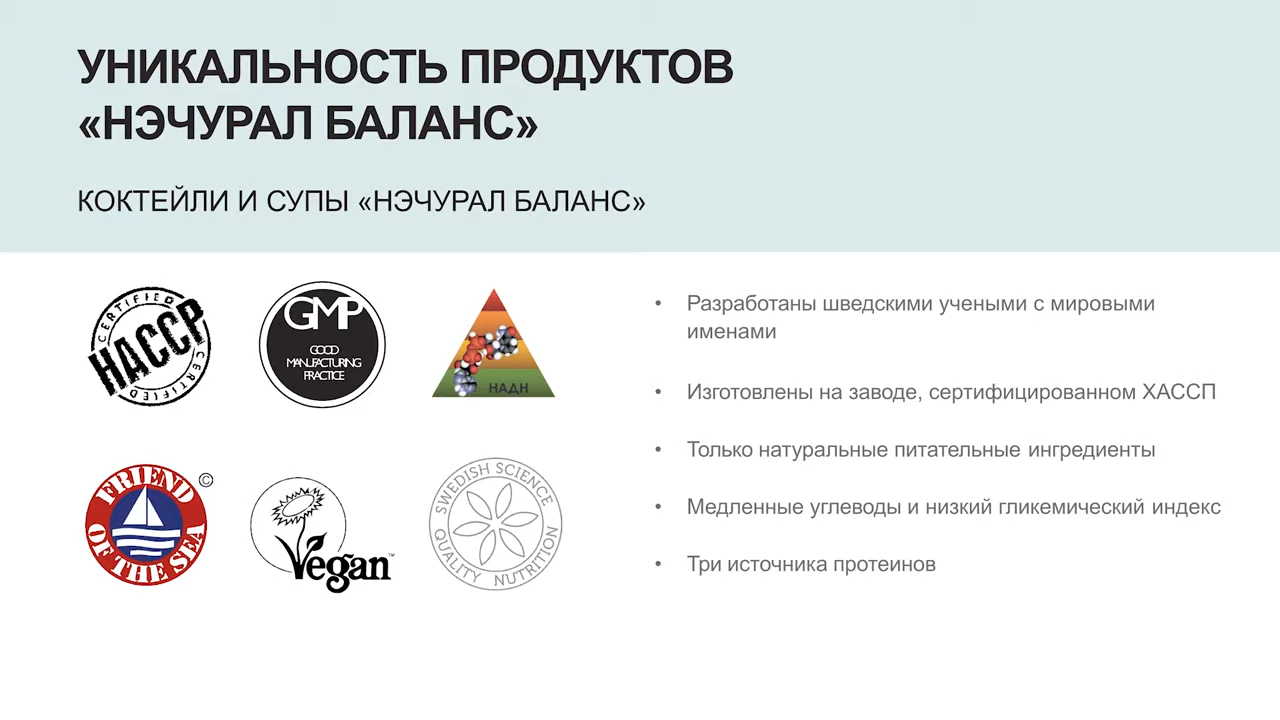 УНИКАЛЬНОСТЬ ПРОДУКТОВ
«НЭЧУРАЛ БАЛАНС»
КОКТЕЙЛИ И СУПЫ «НЭЧУРАЛ БАЛАНС»
CERTIFIED
HACCP
CERTIFIED
GMP
GOOD
MANUFACTURING
PRACTICE
НАДН
FRIEND
OF THE SEA
©
Vegan™
SWEDISH SCIENCE
QUALITY NUTRITION
• Разработаны шведскими учеными с мировыми
именами
• Изготовлены на заводе, сертифицированном ХАССП
• Только натуральные питательные ингредиенты
• Медленные углеводы и низкий гликемический индекс
• Три источника протеинов